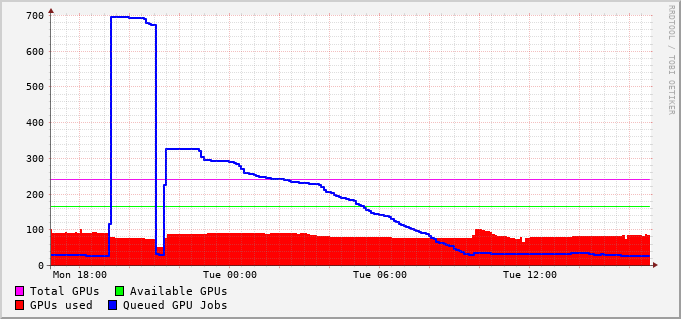 700
600
500
400
300
200
100
0
Mon 18:00 Tue 00:00 Tue 06:00 Tue 12:00
Total GPUs Available GPUs
GPUs used Queued GPU Jobs
RRDTOOL / TOBI OETIKER